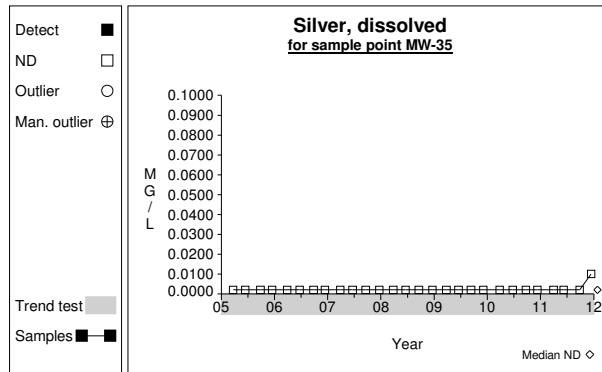 Detect
ND
Outlier
Man. outlier
Trend test
Samples
Silver, dissolved
for sample point MW-35
M
G
/
L
0.1000
0.0900
0.0800
0.0700
0.0600
0.0500
0.0400
0.0300
0.0200
0.0100
0.0000
05 06 07 08 09 10 11 12
Year
Median ND